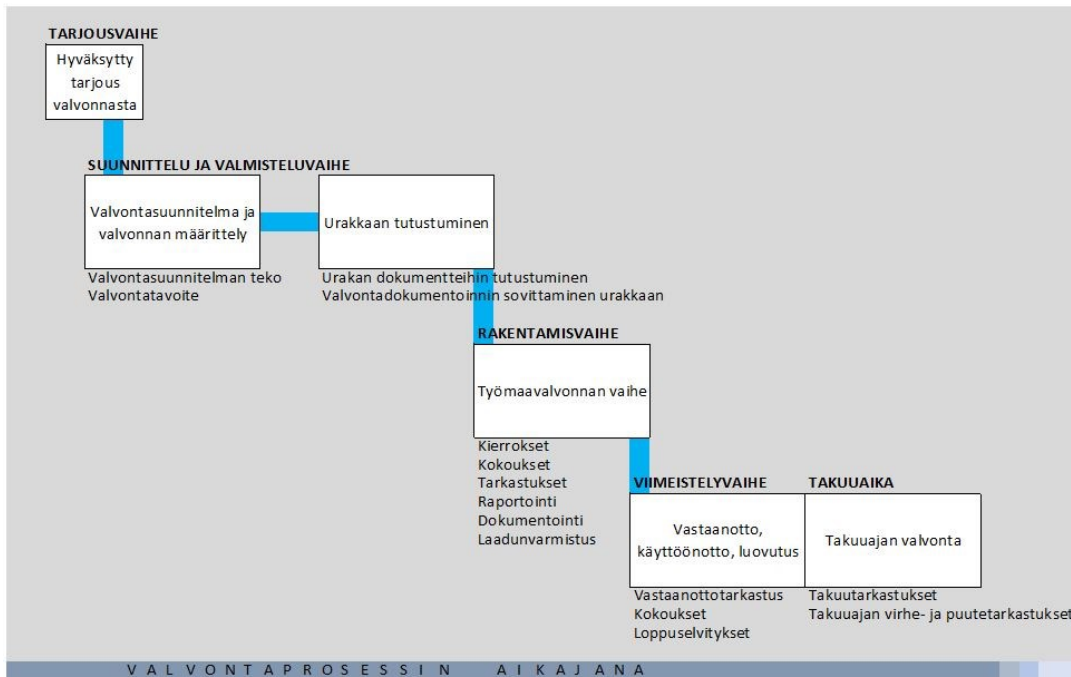 TARJOUSVAIHE
Hyväksytty
tarjous
valvonnasta
SUUNNITTELU JA VALMISTELUVAIHE
Valvontasuunnitelma ja
valvonnan määrittely
Valvontasuunnitelman teko
Valvontatavoite
Urakkaan tutustuminen
Urakan dokumentteihin tutustuminen
Valvontadokumentoinnin sovittaminen urakkaan
RAKENTAMISVAIHE
Työmaavalvonnan vaihe
Kierrokset
Kokoukset
Tarkastukset
Raportointi
Dokumentointi
Laadunvarmistus
VIIMEISTELYVAIHE
Vastaanotto,
käyttöönotto, luovutus
Vastaanottotarkastus
Kokoukset
Loppuselvitykset
TAKUUAIKA
Takuuajan valvonta
Takuutarkastukset
Takuuajan virhe- ja puutetarkastukset
VALVONTAPROSESSIN AIKAJANA